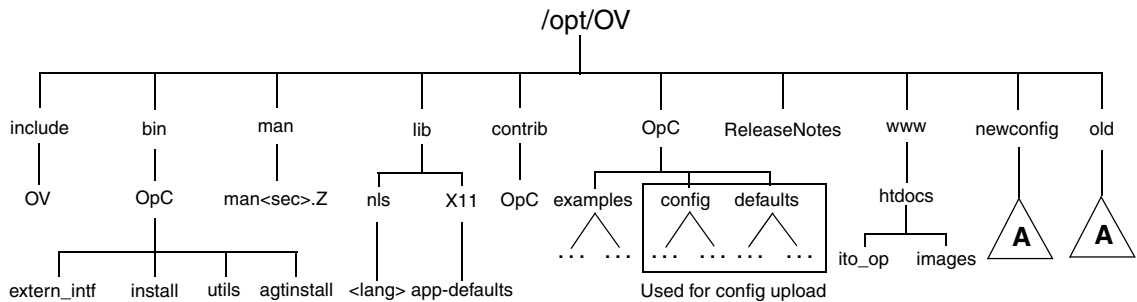 /opt/OV
include bin man lib contrib OpC ReleaseNotes www newconfig old
OV OpC man<sec>.Z nls X11 OpC examples config defaults htdocs
A A
... ... ... ... ... ... ito_op images
extern_intf install utils agtinstall <lang> app-defaults Used for config upload